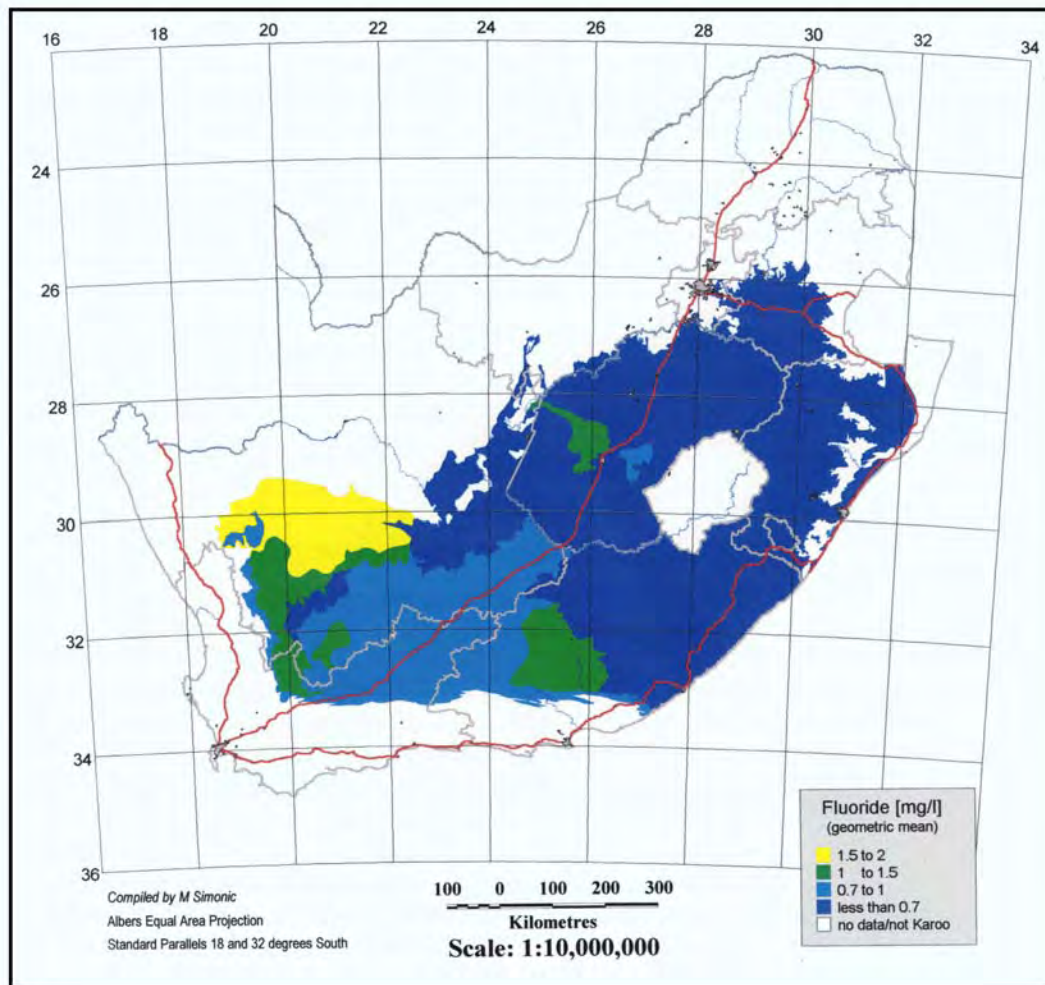 16 18 20 22 24 26 28 30 32 34
24
26
28
30
32
34
36
Fluoride [mg/l]
(geometric mean)
1.5 to 2
1 to 1.5
0.7 to 1
less than 0.7
no data/not Karoo
Compiled by M Simonic
Albers Equal Area Projection
Standard Parallels 18 and 32 degrees South
100 0 100 200 300
Kilometres
Scale: 1:10,000,000